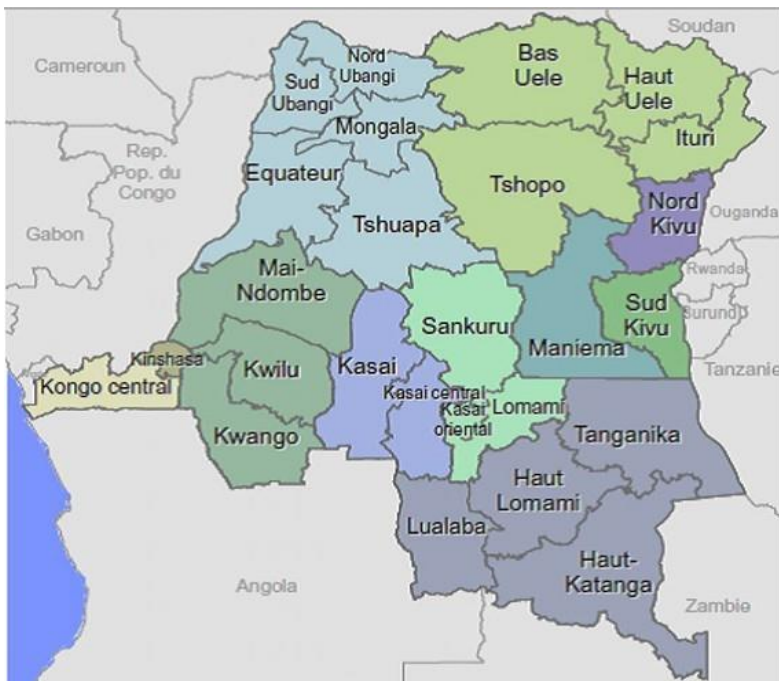 Soudan
Cameroun
Nord
Ubangi
Bas
Uele
Sud
Ubangi
Haut
Uele
Mongala
Ituri
Rep.
Pop. du
Congo
Equateur
Tshopo
Nord
Kivu
Ouganda
Tshuapa
Gabon
Mai-
Ndombe
Rwanda
Sankuru
Sud
Kivu
Burundi
Kinshasa
Kasai
Maniema
Kwilu
Tanzanie
Kongo central
Kasai central
Kasai
oriental
Lomami
Kwango
Tanganika
Haut
Lomami
Lualaba
Haut-
Katanga
Angola
Zambie